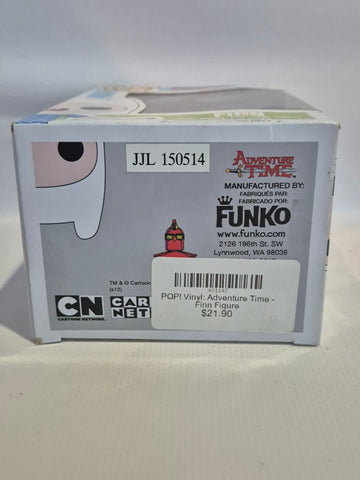 JJL 150514
ADVENTURE
TIME
MANUFACTURED BY:
FABRIQUÉS PAR:
FABRICADO POR:
FUNKO
www.funko.com
2126 196th St. SW
Lynnwood, WA 98036
TM & © Cartoon
(s12)
CN
CARTOON NETWORK.
CAR
NET
401142
POP! Vinyl: Adventure Time -
Finn Figure
$21.90